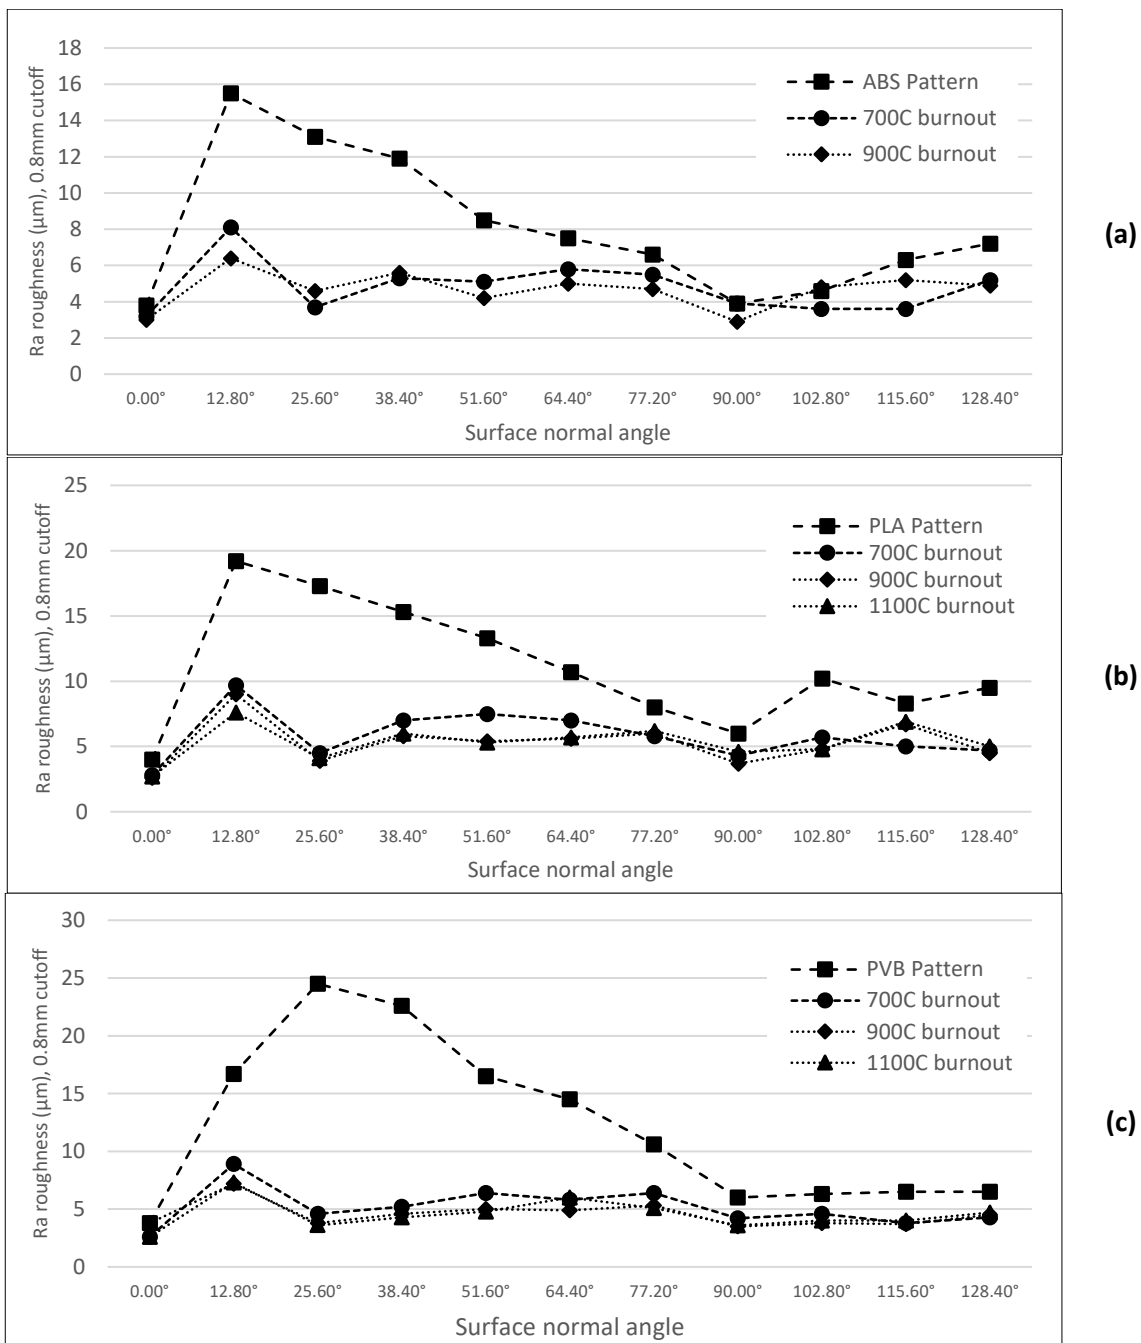 18
16
14
12
10
8
6
4
2
0
Ra roughness (µm), 0.8mm cutoff
ABS Pattern
700C burnout
900C burnout
0.00° 12.80° 25.60° 38.40° 51.60° 64.40° 77.20° 90.00° 102.80° 115.60° 128.40°
Surface normal angle
(a)
25
20
15
10
5
0
Ra roughness (µm), 0.8mm cutoff
PLA Pattern
700C burnout
900C burnout
1100C burnout
0.00° 12.80° 25.60° 38.40° 51.60° 64.40° 77.20° 90.00° 102.80° 115.60° 128.40°
Surface normal angle
(b)
30
25
20
15
10
5
0
Ra roughness (µm), 0.8mm cutoff
PVB Pattern
700C burnout
900C burnout
1100C burnout
0.00° 12.80° 25.60° 38.40° 51.60° 64.40° 77.20° 90.00° 102.80° 115.60° 128.40°
Surface normal angle
(c)